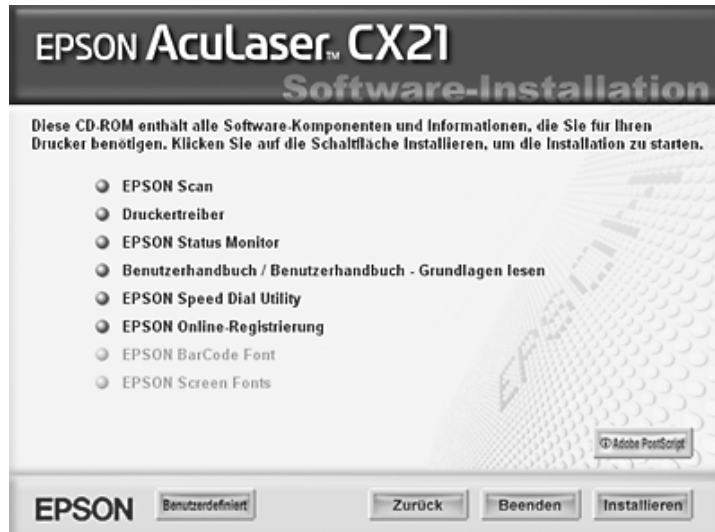 EPSON AcuLaser™ CX21
Software-Installation
Diese CD-ROM enthält alle Software-Komponenten und Informationen, die Sie für Ihren
Drucker benötigen. Klicken Sie auf die Schaltfläche Installieren, um die Installation zu starten.
EPSON Scan
Druckertreiber
EPSON Status Monitor
Benutzerhandbuch / Benutzerhandbuch - Grundlagen lesen
EPSON Speed Dial Utility
EPSON Online-Registrierung
EPSON BarCode Font
EPSON Screen Fonts
EPSON
Adobe PostScript
EPSON
Benutzerdefiniert
Zurück
Beenden
Installieren